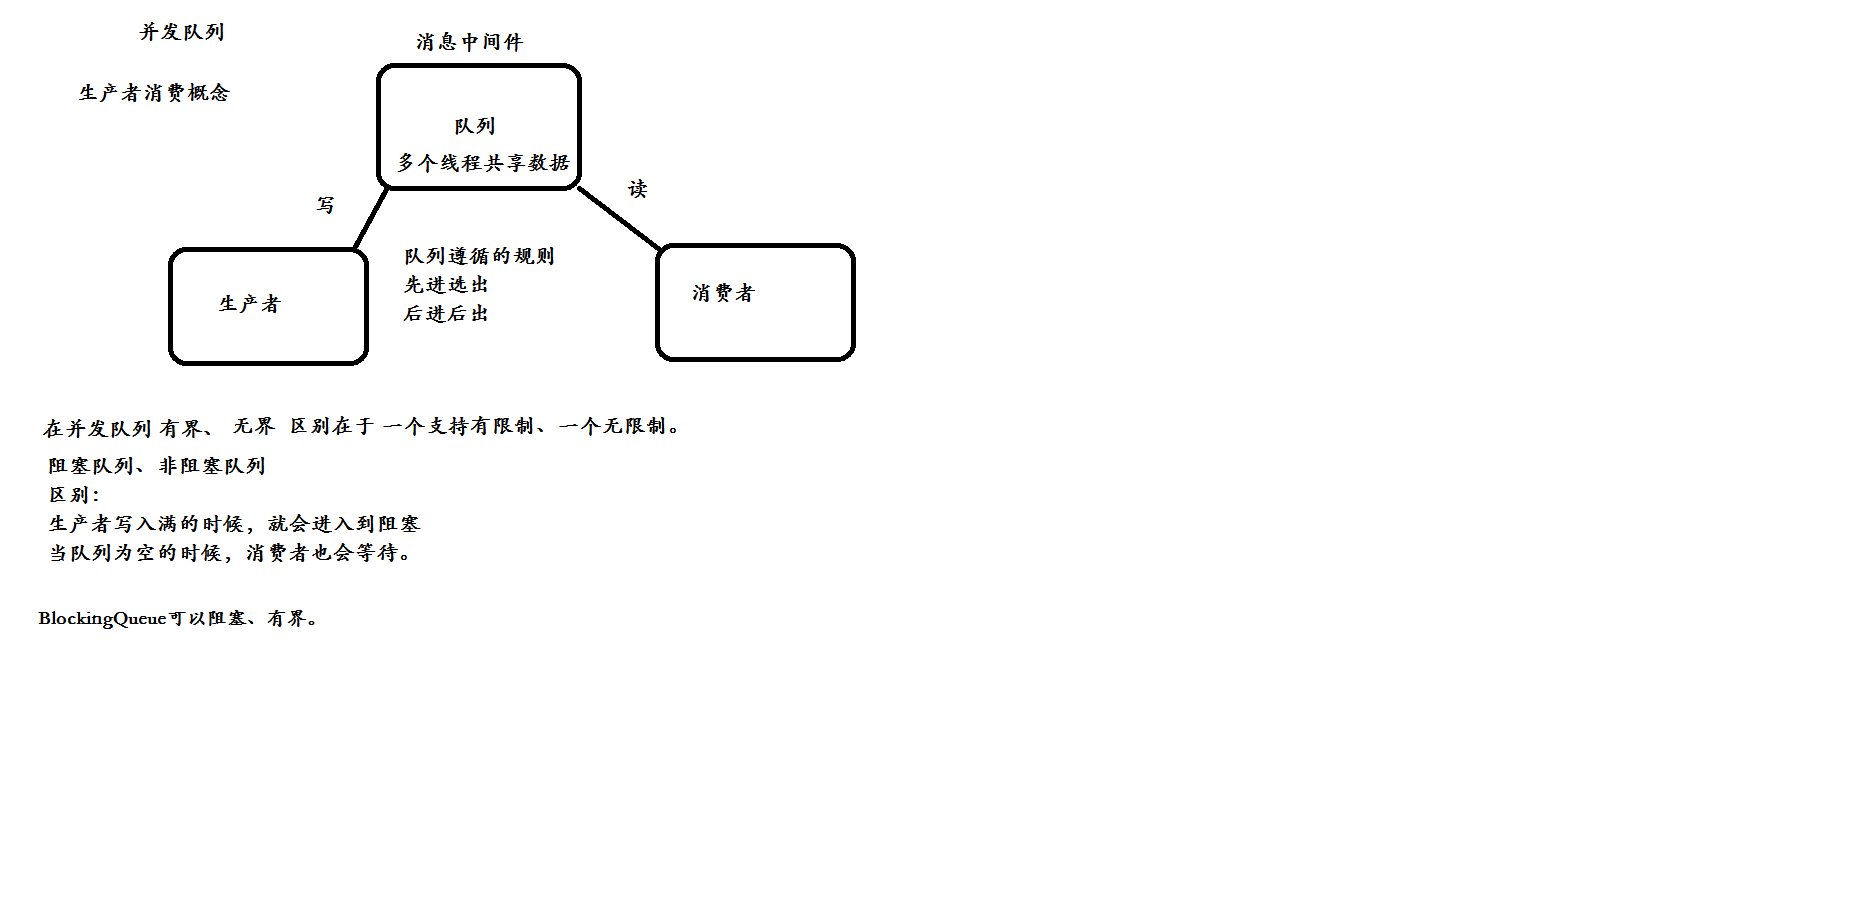 并发队列
消息中间件
生产者消费概念
队列
多个线程共享数据
写
读
队列遵循的规则
先进选出
后进后出
生产者
消费者
在并发队列 有界、 无界 区别在于 一个支持有限制、一个无限制。
阻塞队列、非阻塞队列
区别:
生产者写入满的时候，就会进入到阻塞
当队列为空的时候，消费者也会等待。
BlockingQueue可以阻塞、有界。